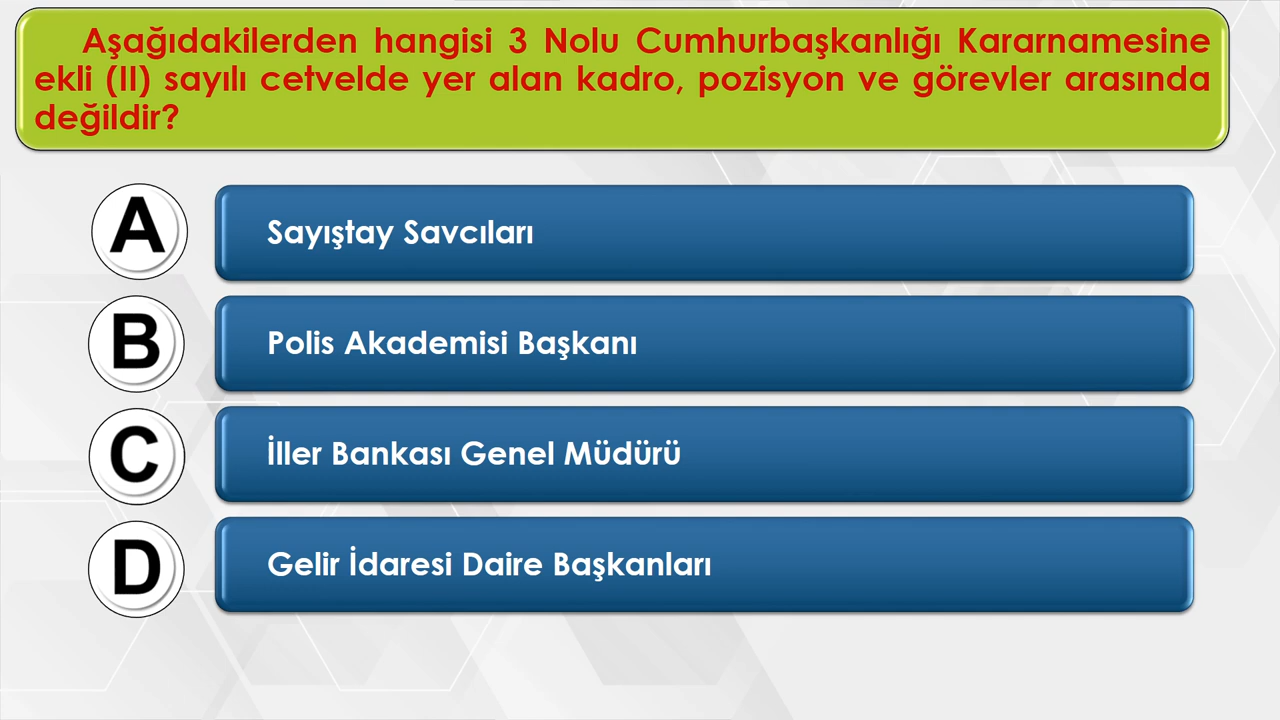 Aşağıdakilerden hangisi 3 Nolu Cumhurbaşkanlığı Kararnamesine
ekli (II) sayılı cetvelde yer alan kadro, pozisyon ve görevler arasında
değildir?
A Sayıştay Savcıları
B Polis Akademisi Başkanı
C İller Bankası Genel Müdürü
D Gelir İdaresi Daire Başkanları